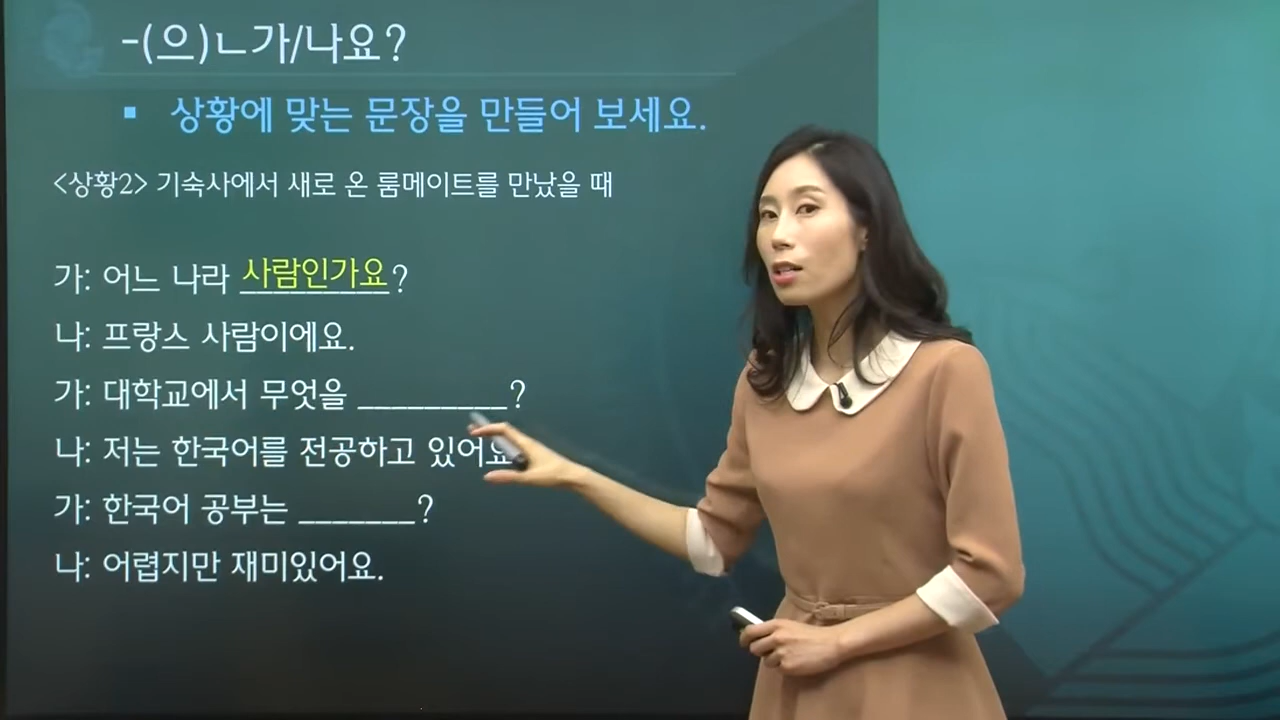 -(으)ㄴ가/나요?
▪ 상황에 맞는 문장을 만들어 보세요.
<상황2> 기숙사에서 새로 온 룸메이트를 만났을 때
가: 어느 나라 사람인가요?
나: 프랑스 사람이에요.
가: 대학교에서 무엇을 _________?
나: 저는 한국어를 전공하고 있어요
가: 한국어 공부는 _______?
나: 어렵지만 재미있어요.